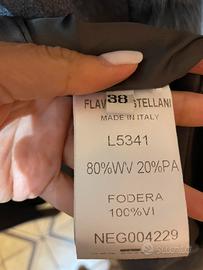 FLAV 38 STELLANI
MADE IN ITALY
L5341
80%WV 20%PA
FODERA
100%VI
NEG004229